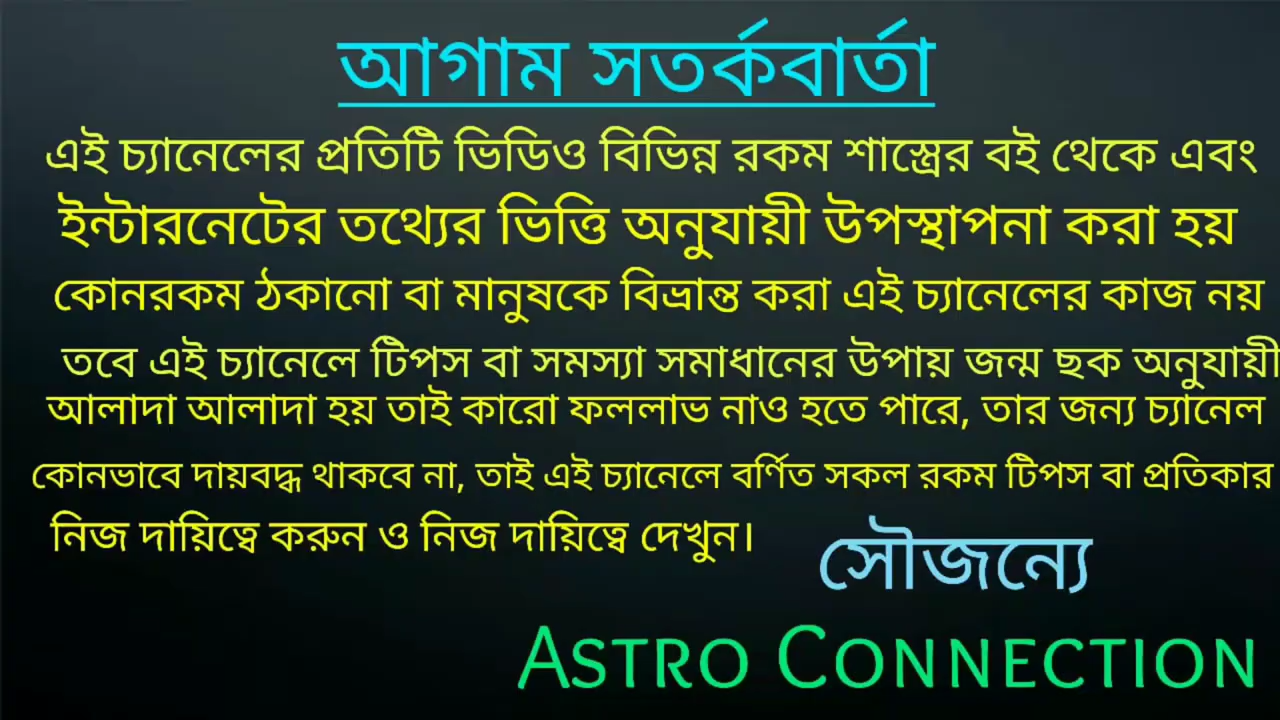 আগাম সতর্কবার্তা
এই চ্যানেলের প্রতিটি ভিডিও বিভিন্ন রকম শাস্ত্রের বই থেকে এবং
ইন্টারনেটের তথ্যের ভিত্তি অনুযায়ী উপস্থাপনা করা হয়
কোনরকম ঠকানো বা মানুষকে বিভ্রান্ত করা এই চ্যানেলের কাজ নয়
তবে এই চ্যানেলে টিপস বা সমস্যা সমাধানের উপায় জন্ম ছক অনুযায়ী
আলাদা আলাদা হয় তাই কারো ফললাভ নাও হতে পারে, তার জন্য চ্যানেল
কোনভাবে দায়বদ্ধ থাকবে না, তাই এই চ্যানেলে বর্ণিত সকল রকম টিপস বা প্রতিকার
নিজ দায়িত্বে করুন ও নিজ দায়িত্বে দেখুন।
সৌজন্যে
Astro Connection